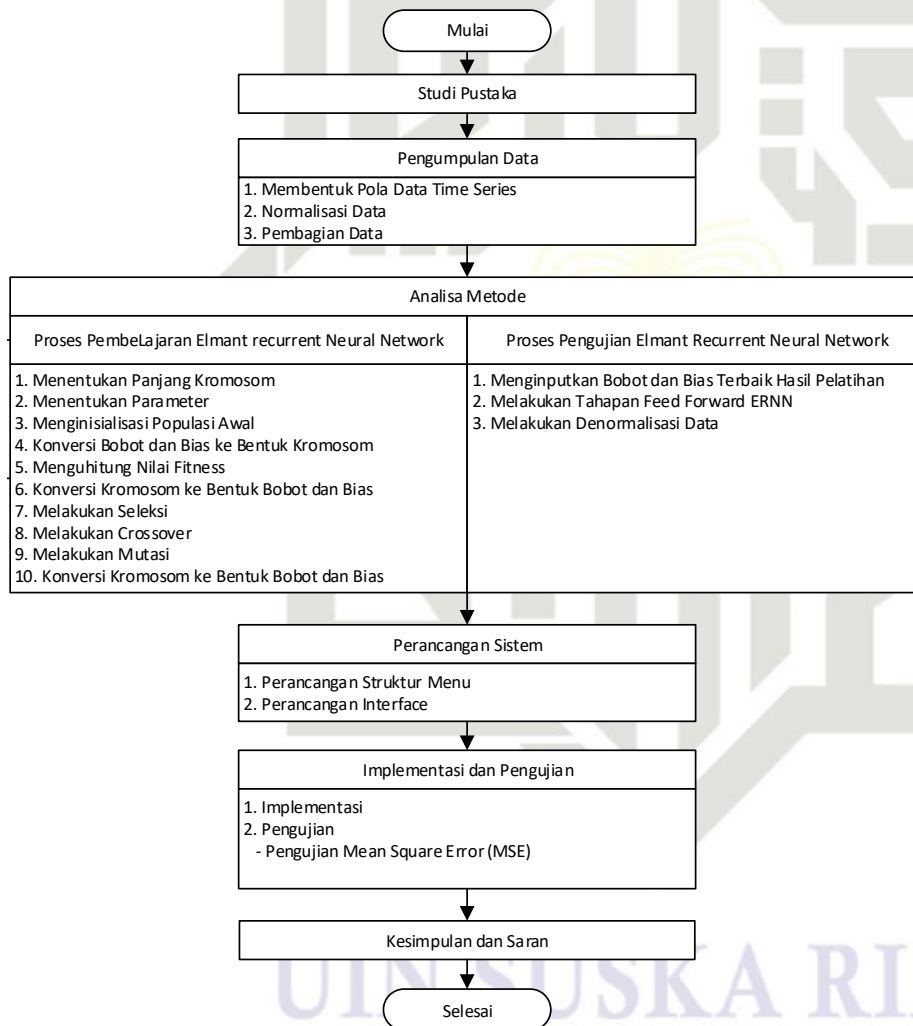 Mulai
Studi Pustaka
Pengumpulan Data
1. Membentuk Pola Data Time Series
2. Normalisasi Data
3. Pembagian Data
Analisa Metode
Proses PembeLajaran Elmant recurrent Neural Network
1. Menentukan Panjang Kromosom
2. Menentukan Parameter
3. Menginisialisasi Populasi Awal
4. Konversi Bobot dan Bias ke Bentuk Kromosom
5. Menguhitung Nilai Fitness
6. Konversi Kromosom ke Bentuk Bobot dan Bias
7. Melakukan Seleksi
8. Melakukan Crossover
9. Melakukan Mutasi
10. Konversi Kromosom ke Bentuk Bobot dan Bias
Proses Pengujian Elmant Recurrent Neural Network
1. Menginputkan Bobot dan Bias Terbaik Hasil Pelatihan
2. Melakukan Tahapan Feed Forward ERNN
3. Melakukan Denormalisasi Data
Perancangan Sistem
1. Perancangan Struktur Menu
2. Perancangan Interface
Implementasi dan Pengujian
1. Implementasi
2. Pengujian
- Pengujian Mean Square Error (MSE)
Kesimpulan dan Saran
UIN SUSKA RI
Selesai